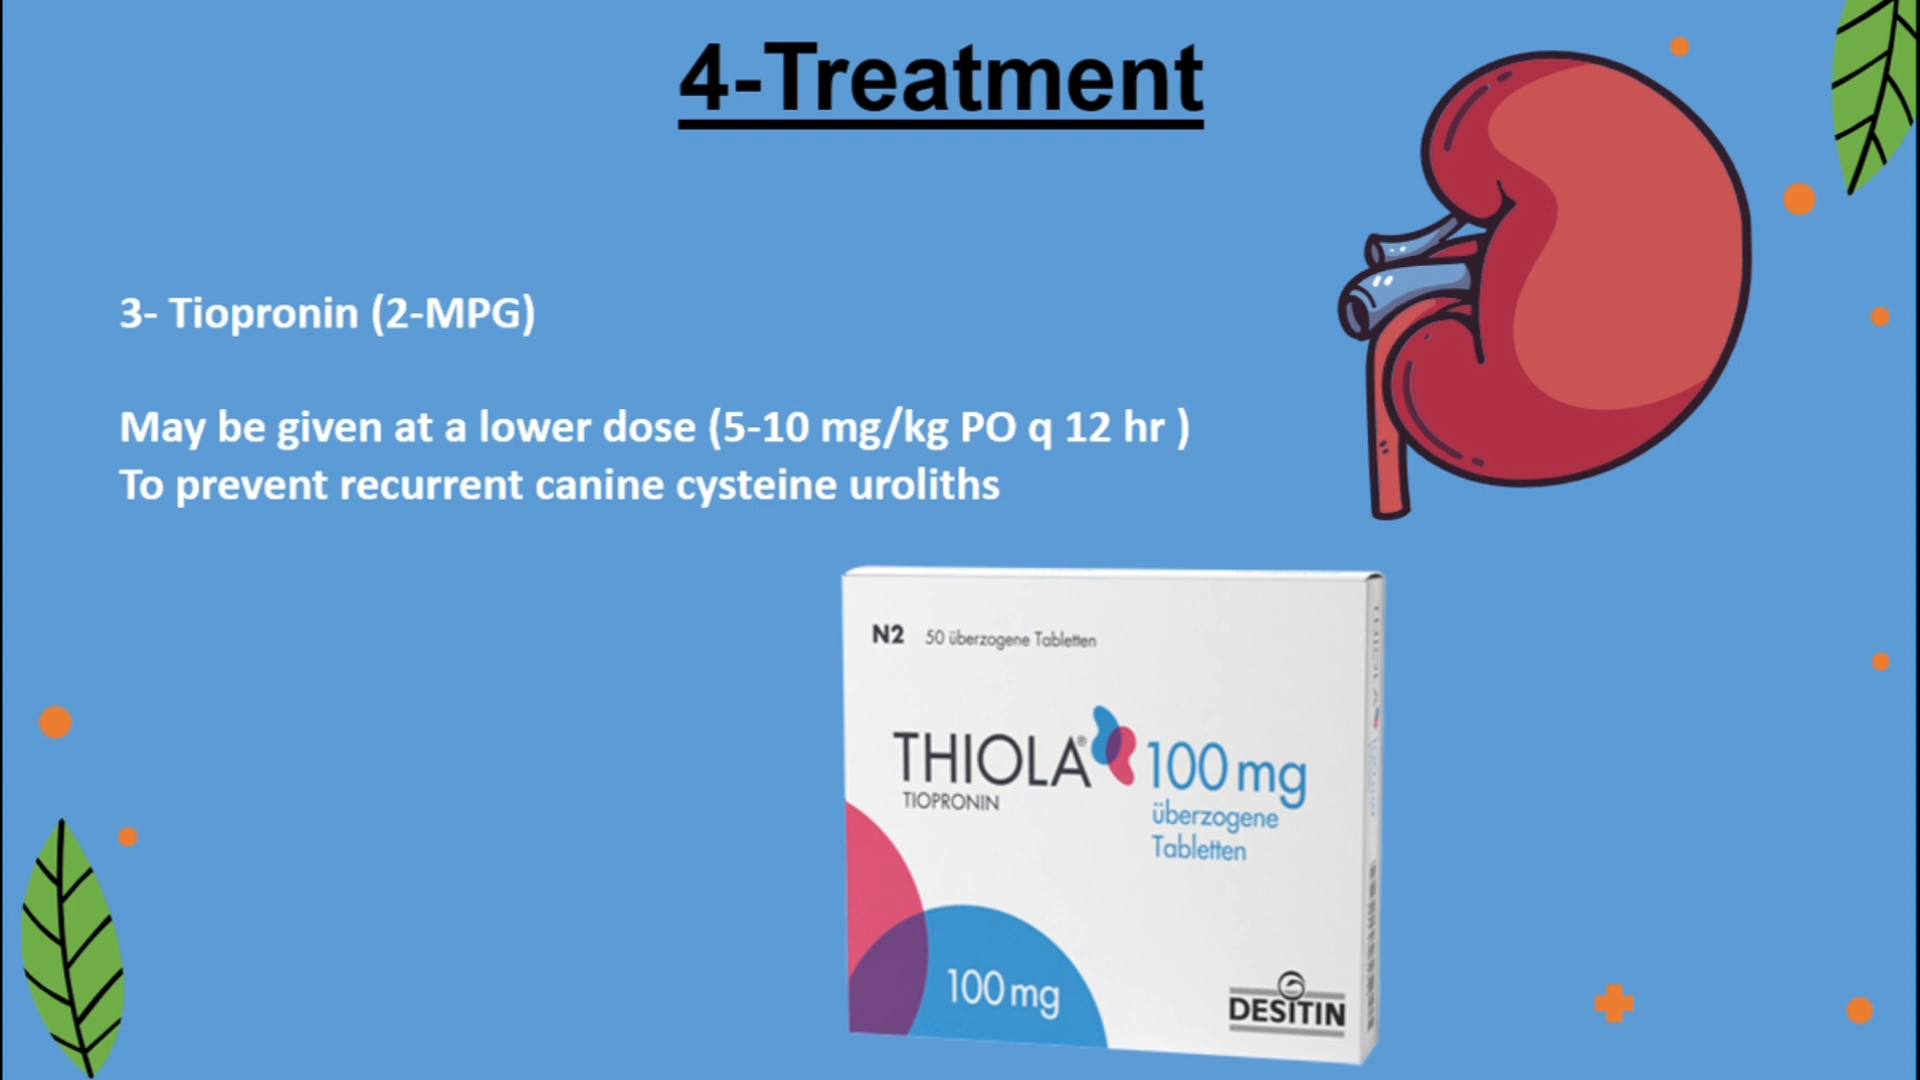 4-Treatment
3- Tiopronin (2-MPG)
May be given at a lower dose (5-10 mg/kg PO q 12 hr )
To prevent recurrent canine cysteine uroliths
N2 50 überzogene Tabletten
THIOLA® 100 mg
TIOPRONIN
überzogene
Tabletten
100 mg
DESITIN